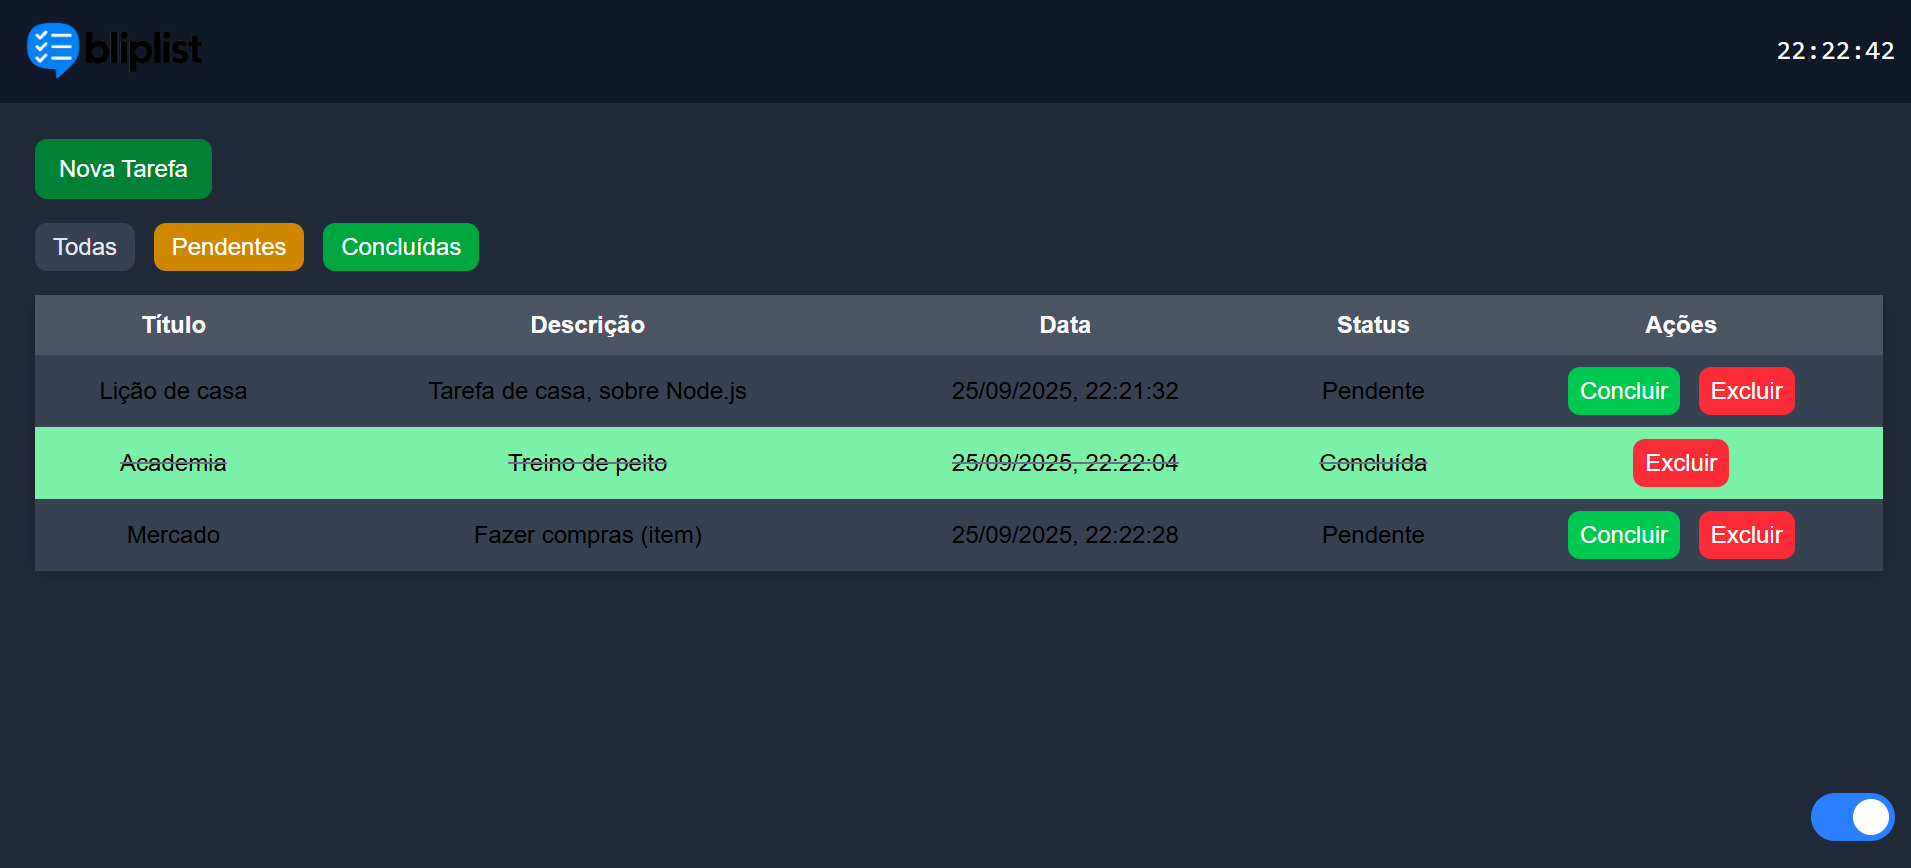 bliplist
22:22:42
Nova Tarefa
Todas Pendentes Concluídas
Título Descrição Data Status Ações
Lição de casa Tarefa de casa, sobre Node.js 25/09/2025, 22:21:32 Pendente Concluir Excluir
Academia Treino de peito 25/09/2025, 22:22:04 Concluída Excluir
Mercado Fazer compras (item) 25/09/2025, 22:22:28 Pendente Concluir Excluir